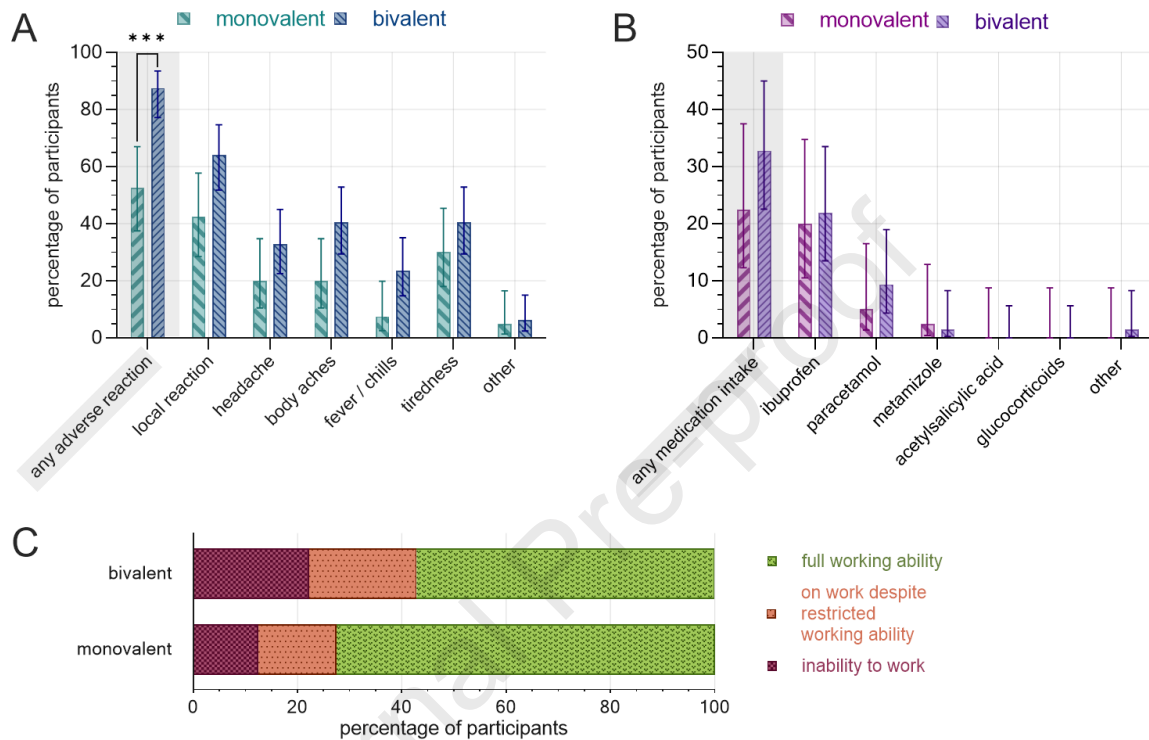 A
monovalent bivalent
***
percentage of participants
100
80
60
40
20
0
any adverse reaction
local reaction
headache
body aches
fever / chills
tiredness
other
B
monovalent bivalent
percentage of participants
50
40
30
20
10
0
any medication intake
ibuprofen
paracetamol
metamizole
acetylsalicylic acid
glucocorticoids
other
C
bivalent
monovalent
0 20 40 60 80 100
percentage of participants
full working ability
on work despite
restricted
working ability
inability to work
nal Pre-proof